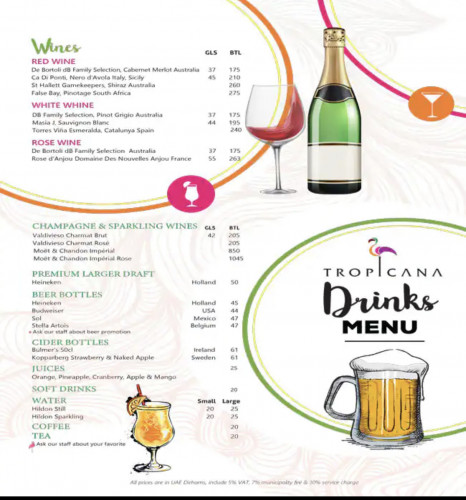 Wines
GLS BTL
RED WINE
De Bortoli dB Family Selection, Cabernet Merlot Australia 37 175
Ca Di Ponti, Nero d'Avola Italy, Sicily 45 210
St Hallett Gamekeepers, Shiraz Australia 260
False Bay, Pinotage South Africa 275
WHITE WHINE
DB Family Selection, Pinot Grigio Australia 37 175
Masia J. Sauvignon Blanc 44 195
Torres Viña Esmeralda, Catalunya Spain 240
ROSE WINE
De Bortoli dB Family Selection Australia 37 175
Rose d'Anjou Domaine Des Nouvelles Anjou France 55 263
CHAMPAGNE & SPARKLING WINES GLS BTL
Valdivieso Charmat Brut 42 205
Valdivieso Charmat Rosé 205
Moët & Chandon Impérial 850
Moët & Chandon Impérial Rose 1045
PREMIUM LARGER DRAFT
Heineken Holland 50
BEER BOTTLES
Heineken Holland 45
Budweiser USA 44
Sol Mexico 47
Stella Artois Belgium 47
Ask our staff about beer promotion
CIDER BOTTLES
Bulmer's 50cl Ireland 61
Kopparberg Strawberry & Naked Apple Sweden 61
JUICES
Orange, Pineapple, Cranberry, Apple & Mango 25
SOFT DRINKS 20
WATER Small Large
Hildon Still 20 25
Hildon Sparkling 20 25
COFFEE 20
TEA 20
Ask our staff about your favorite
TROPICANA
Drinks
MENU
All prices are in UAE Dirhams, include 5% VAT, 7% municipality fee & 10% service charge